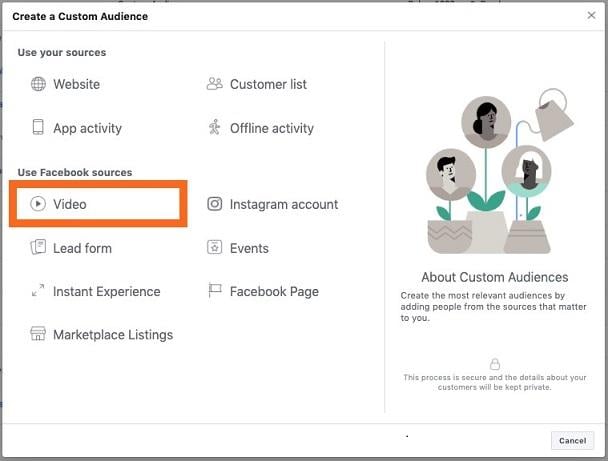 Create a Custom Audience
Use your sources
Website
Customer list
App activity
Offline activity
Use Facebook sources
Video
Instagram account
Lead form
Events
Instant Experience
Facebook Page
Marketplace Listings
About Custom Audiences
Create the most relevant audiences by
adding people from the sources that matter
to you.
This process is secure and the details about your
customers will be kept private.
Cancel